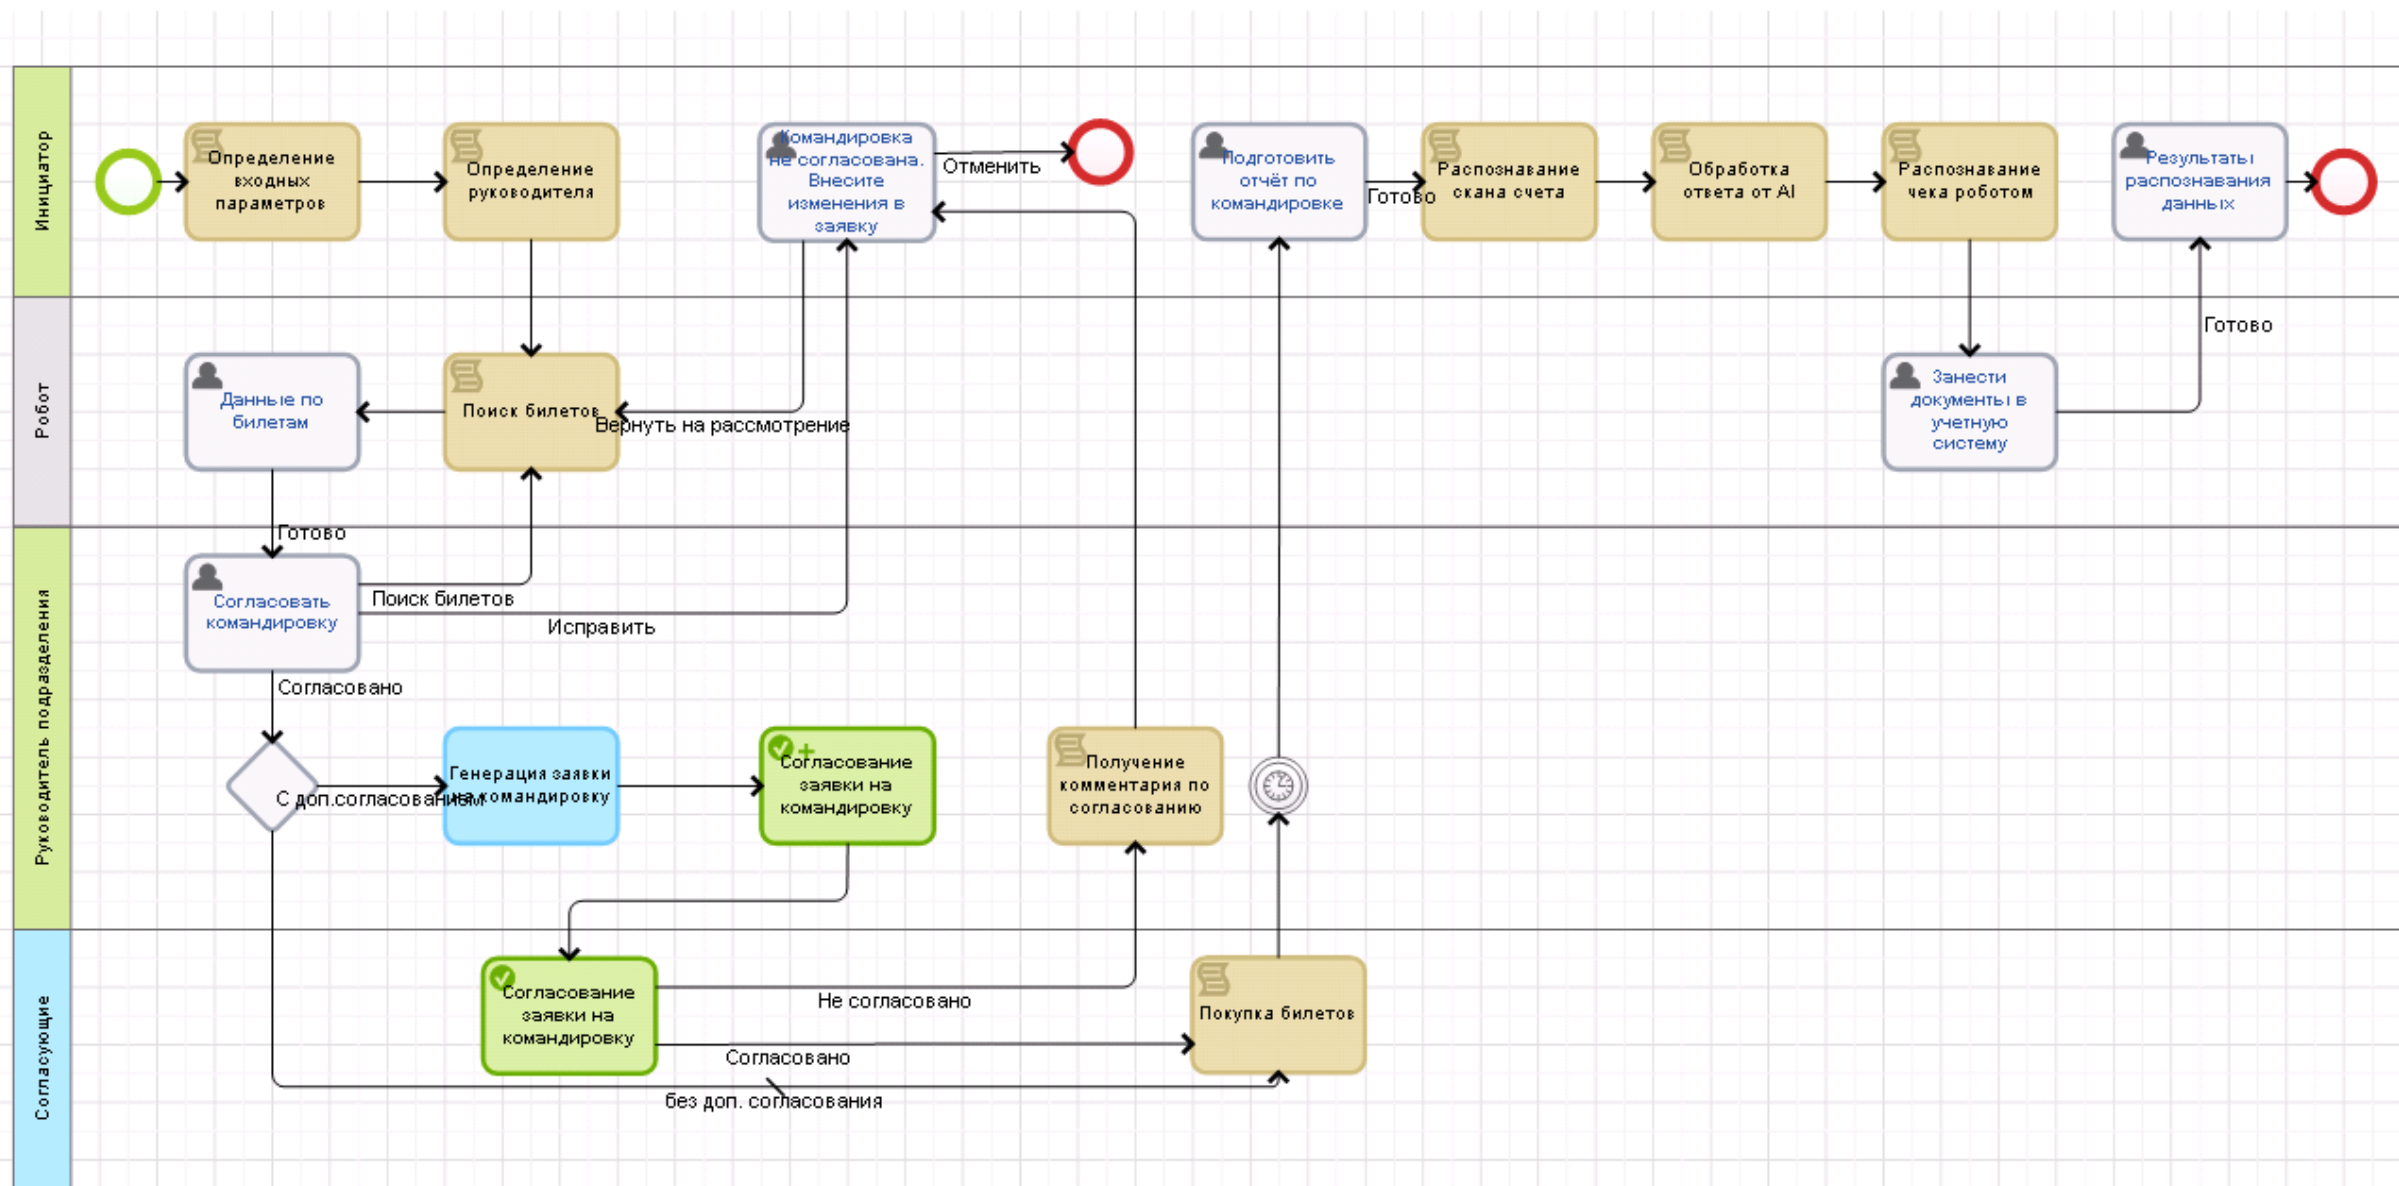 Инициатор
Определение
входных
параметров
Определение
руководителя
Командировка
не согласована.
Внесите
изменения в
заявку
Отменить
Подготовить
отчёт по
командировке
Готово
Распознавание
скана счета
Обработка
ответа от AI
Распознавание
чека роботом
Результаты
распознавания
данных
Робот
Данные по
билетам
Поиск билетов
Вернуть на рассмотрение
Занести
документы в
учетную
систему
Готово
Готово
Руководитель подразделения
Согласовать
командировку
Поиск билетов
Исправить
Согласовано
С доп.согласованием
Генерация заявки
на командировку
Согласование
заявки на
командировку
Получение
комментария по
согласованию
Согласующие
Согласование
заявки на
командировку
Не согласовано
Согласовано
без доп. согласования
Покупка билетов